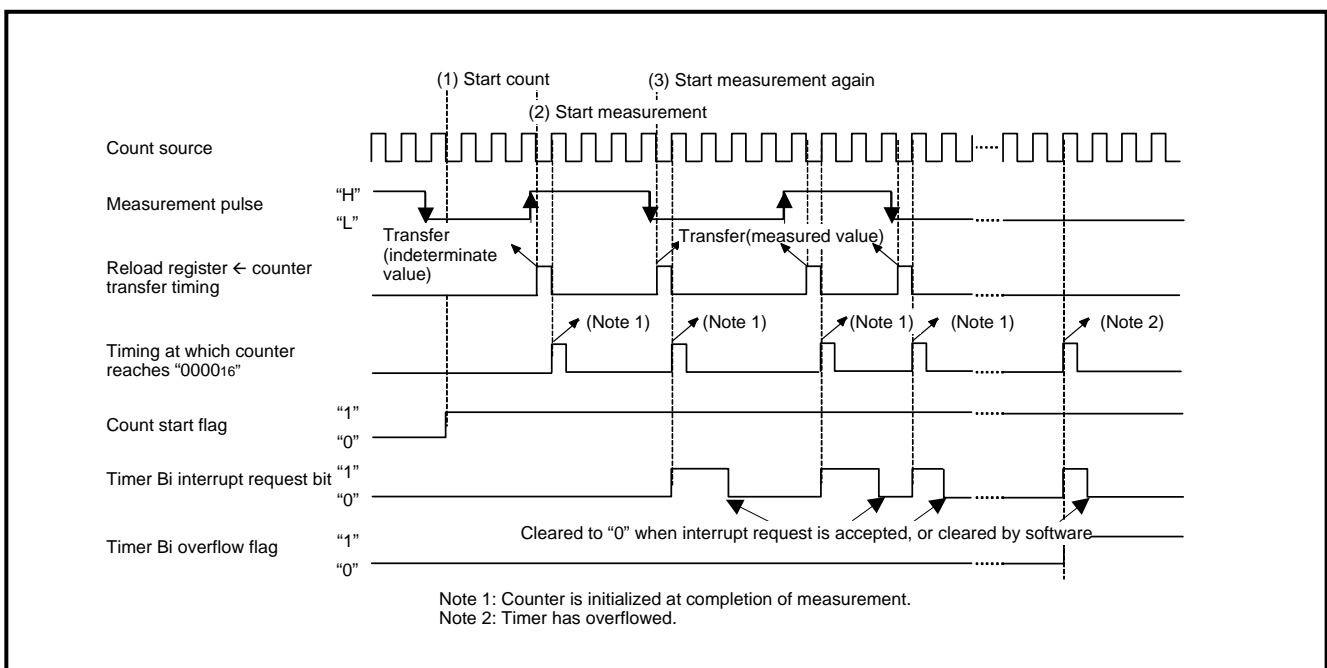 (1) Start count
(3) Start measurement again
(2) Start measurement
Count source
Measurement pulse
“H”
“L”
Transfer
(indeterminate
value)
Transfer(measured value)
Reload register ← counter
transfer timing
(Note 1)
(Note 1)
(Note 1)
(Note 1)
(Note 2)
Timing at which counter
reaches “000016”
Count start flag
“1”
“0”
Timer Bi interrupt request bit
“1”
“0”
Cleared to “0” when interrupt request is accepted, or cleared by software
Timer Bi overflow flag
“1”
“0”
Note 1: Counter is initialized at completion of measurement.
Note 2: Timer has overflowed.